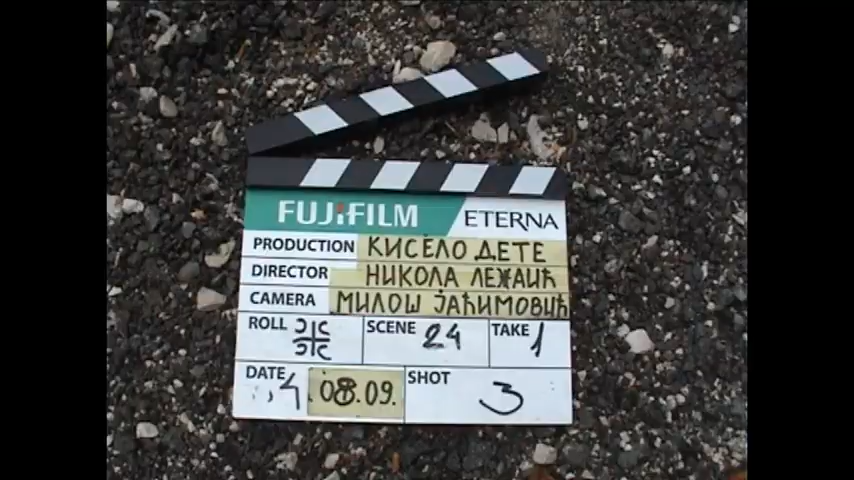 FUJIFILM ETERNA
PRODUCTION КИСЕЛО ДЕТЕ
DIRECTOR НИКОЛА ЛЕЖАИЋ
CAMERA МИЛОШ ЈАЋИМОВИЋ
ROLL SCENE 24 TAKE 1
DATE 4.08.09. SHOT 3